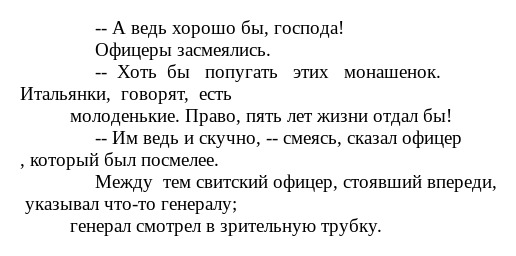 -- А ведь хорошо бы, господа!
Офицеры засмеялись.
-- Хоть бы попугать этих монашенок.
Итальянки, говорят, есть
молоденькие. Право, пять лет жизни отдал бы!
-- Им ведь и скучно, -- смеясь, сказал офицер
, который был посмелее.
Между тем свитский офицер, стоявший впереди,
указывал что-то генералу;
генерал смотрел в зрительную трубку.